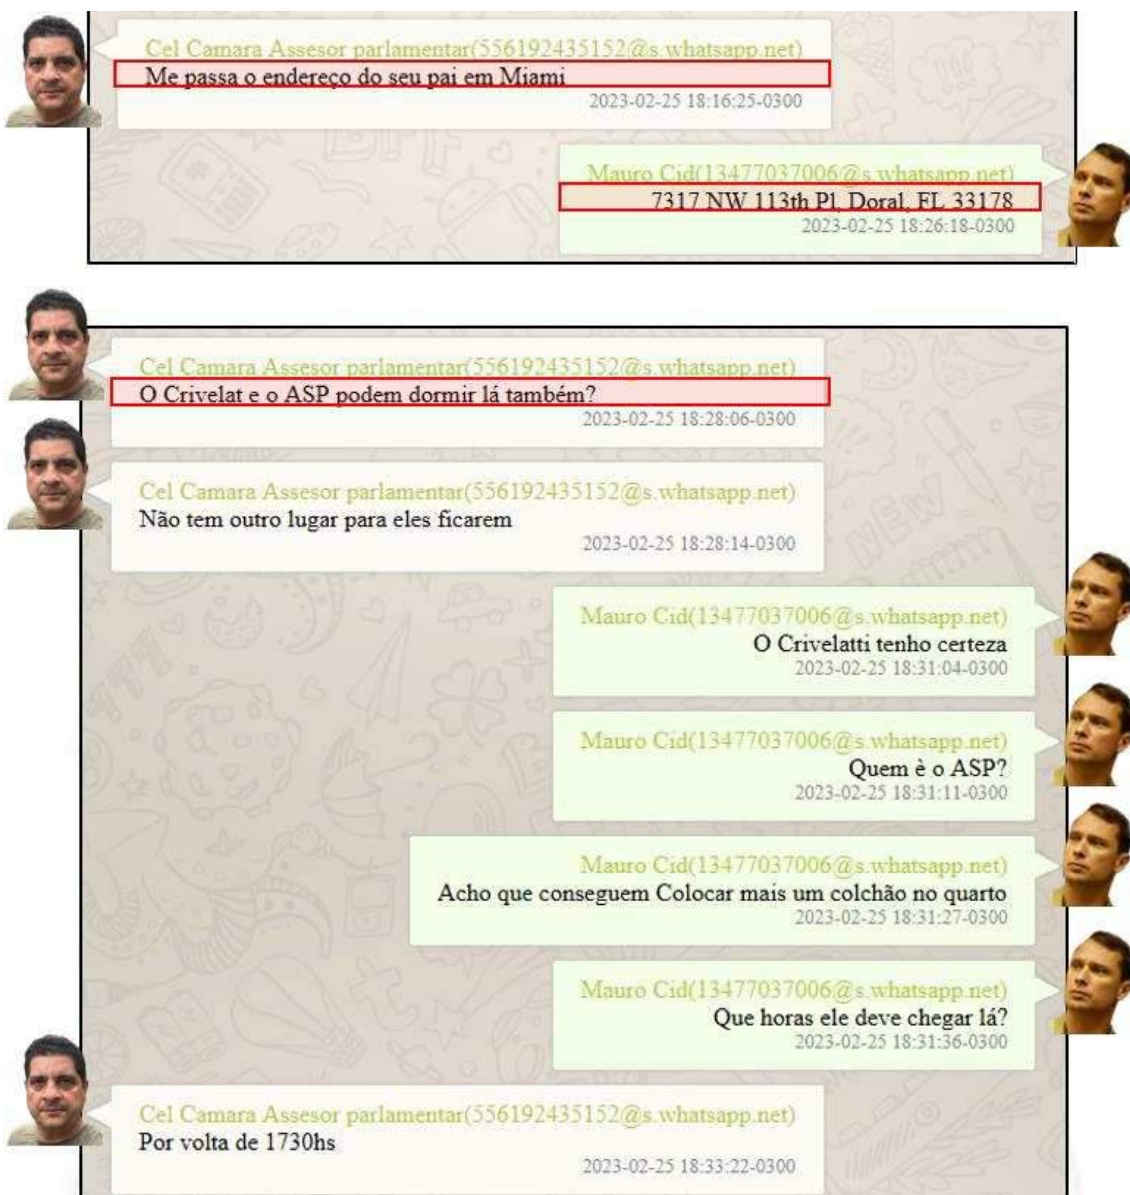 Cel Camara Assesor parlamentar(556192435152@s.whatsapp.net)
Me passa o endereço do seu pai em Miami
2023-02-25 18:16:25-0300
Mauro Cid(13477037006@s.whatsapp.net)
7317 NW 113th Pl, Doral, FL 33178
2023-02-25 18:26:18-0300
Cel Camara Assesor parlamentar(556192435152@s.whatsapp.net)
O Crivelat e o ASP podem dormir lá também?
2023-02-25 18:28:06-0300
Cel Camara Assesor parlamentar(556192435152@s.whatsapp.net)
Não tem outro lugar para eles ficarem
2023-02-25 18:28:14-0300
Mauro Cid(13477037006@s.whatsapp.net)
O Crivelatti tenho certeza
2023-02-25 18:31:04-0300
Mauro Cid(13477037006@s.whatsapp.net)
Quem è o ASP?
2023-02-25 18:31:11-0300
Mauro Cid(13477037006@s.whatsapp.net)
Acho que conseguem Colocar mais um colchão no quarto
2023-02-25 18:31:27-0300
Mauro Cid(13477037006@s.whatsapp.net)
Que horas ele deve chegar lá?
2023-02-25 18:31:36-0300
Cel Camara Assesor parlamentar(556192435152@s.whatsapp.net)
Por volta de 1730hs
2023-02-25 18:33:22-0300